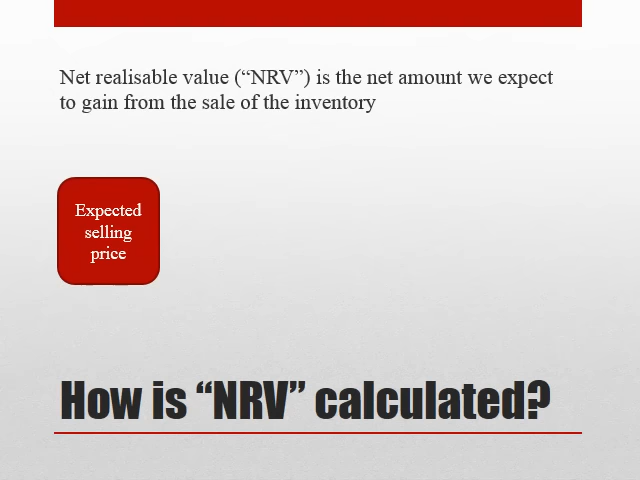 Net realisable value (“NRV”) is the net amount we expect
to gain from the sale of the inventory
Expected
selling
price
How is “NRV” calculated?